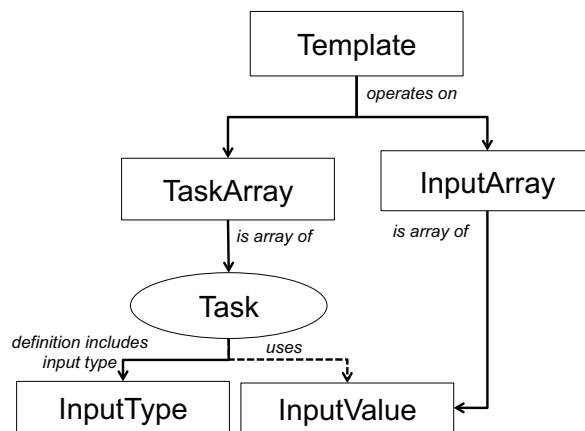 Template
operates on
TaskArray
InputArray
is array of
is array of
Task
definition includes
input type
uses
InputType
InputValue